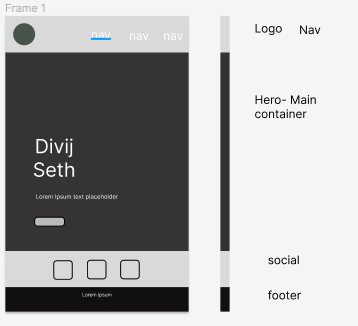 Frame 1
nav nav nav
Logo Nav
Divij
Seth
Lorem Ipsum text placeholder
Hero- Main
container
social
Lorem ipsum
footer